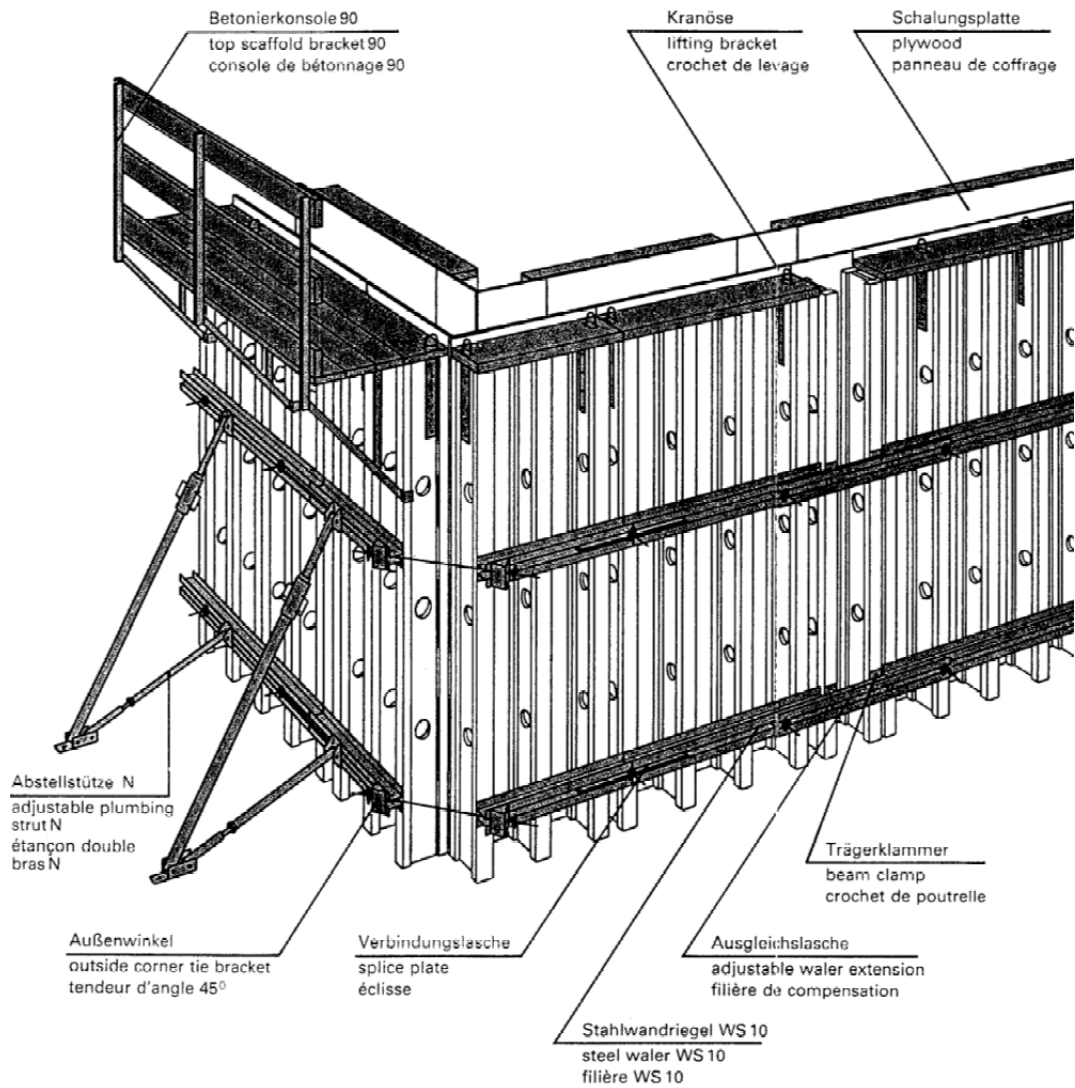 Betonierkonsole 90
top scaffold bracket 90
console de bétonnage 90
Kranöse
lifting bracket
crochet de levage
Schalungsplatte
plywood
panneau de coffrage
Abstellstütze N
adjustable plumbing
strut N
étançon double
bras N
Trägerklammer
beam clamp
crochet de poutrelle
Außenwinkel
outside corner tie bracket
tendeur d'angle 45°
Verbindungslasche
splice plate
éclisse
Ausgleichslasche
adjustable waler extension
filière de compensation
Stahlwandriegel WS 10
steel waler WS 10
filière WS 10